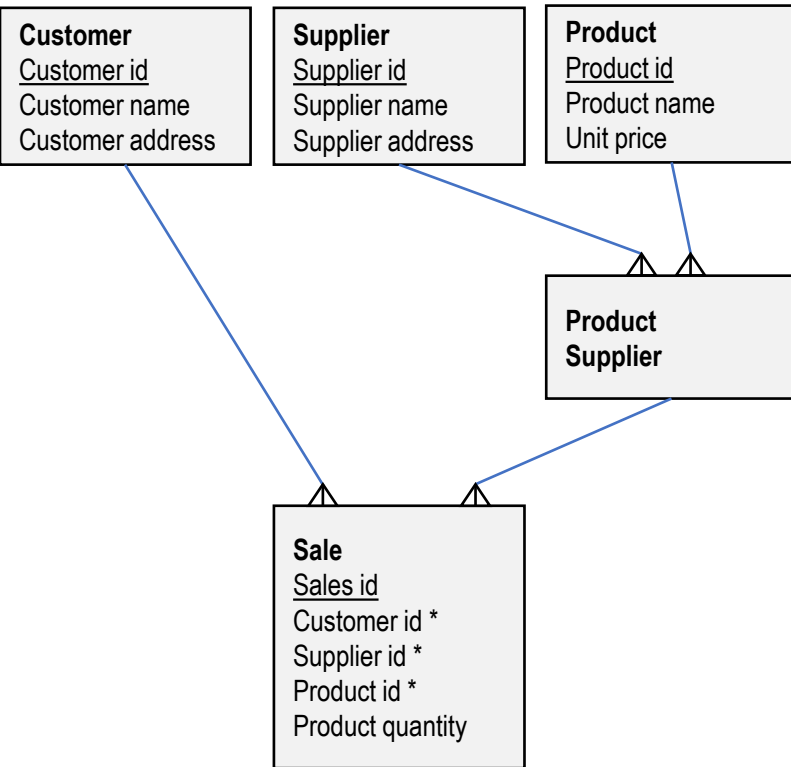 Customer
Customer id
Customer name
Customer address
Supplier
Supplier id
Supplier name
Supplier address
Product
Product id
Product name
Unit price
Product
Supplier
Sale
Sales id
Customer id *
Supplier id *
Product id *
Product quantity